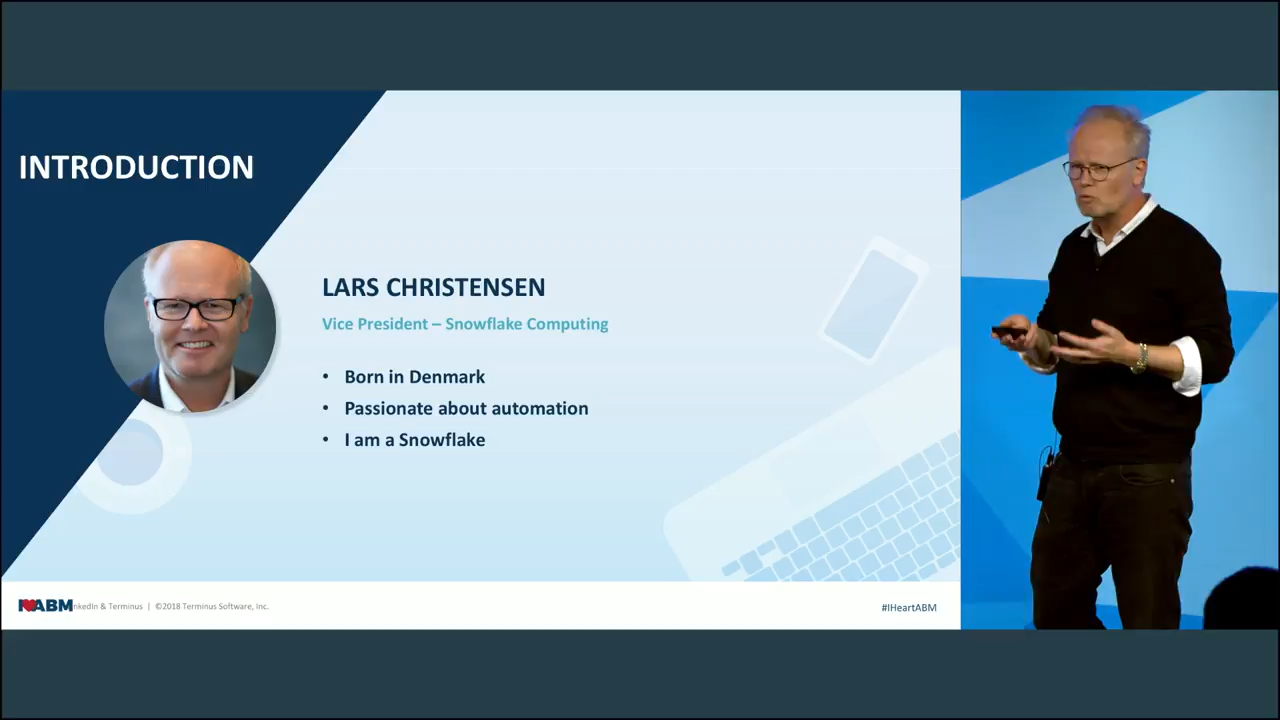 INTRODUCTION
LARS CHRISTENSEN
Vice President – Snowflake Computing
• Born in Denmark
• Passionate about automation
• I am a Snowflake
ABM
& Terminus | ©2018 Terminus Software, Inc.
#IHeartABM